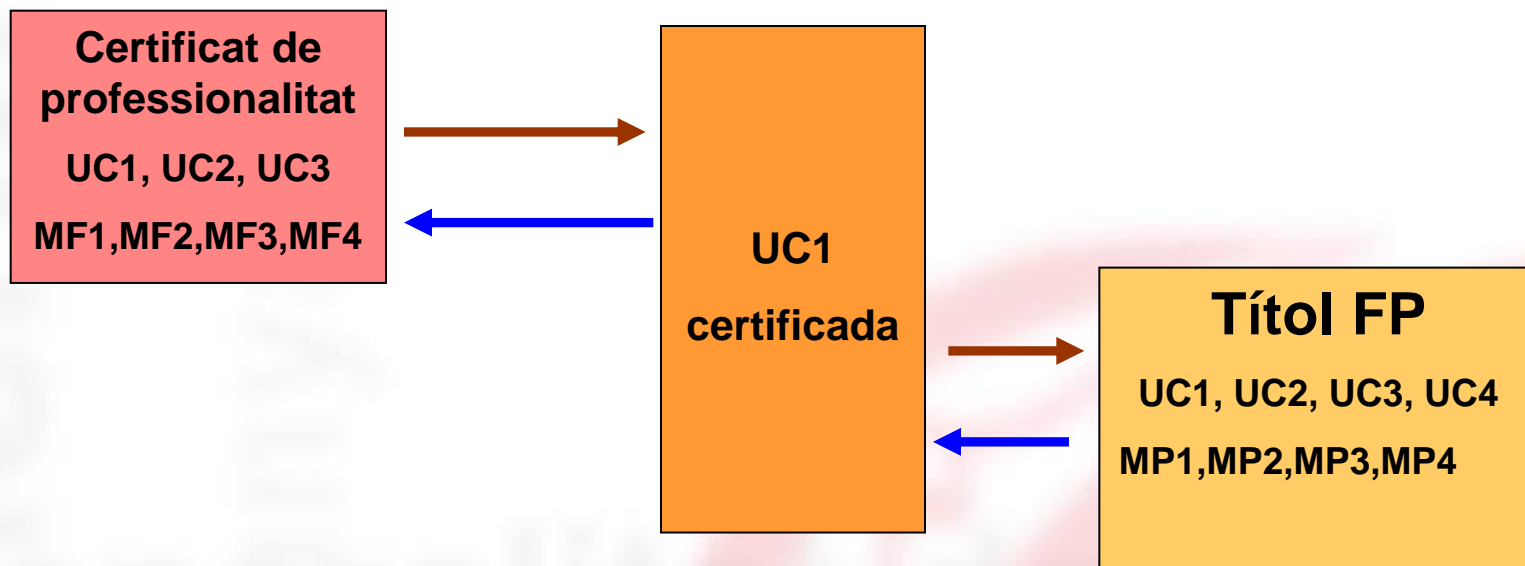 Certificat de
professionalitat
UC1, UC2, UC3
MF1,MF2,MF3,MF4
UC1
certificada
Títol FP
UC1, UC2, UC3, UC4
MP1,MP2,MP3,MP4